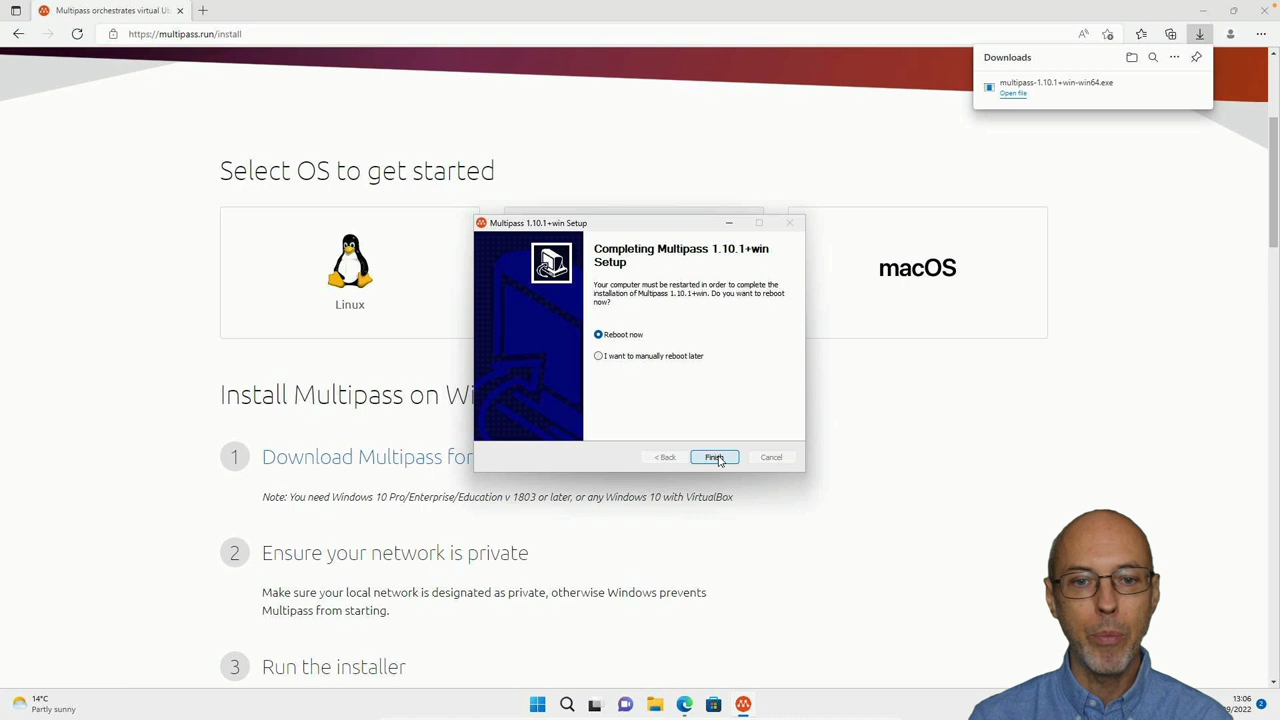 Multipass orchestrates virtual U
https://multipass.run/install
Downloads
multipass-1.10.1+win-win64.exe
Open file
Select OS to get started
Linux
macOS
Multipass 1.10.1+win Setup
Completing Multipass 1.10.1+win
Setup
Your computer must be restarted in order to complete the
installation of Multipass 1.10.1+win. Do you want to reboot
now?
Reboot now
I want to manually reboot later
< Back
Finish
Cancel
Install Multipass on Wi
1
Download Multipass for
Note: You need Windows 10 Pro/Enterprise/Education v 1803 or later, or any Windows 10 with VirtualBox
2
Ensure your network is private
Make sure your local network is designated as private, otherwise Windows prevents
Multipass from starting.
3
Run the installer
14°C
Partly sunny
13:06
09/2022
2